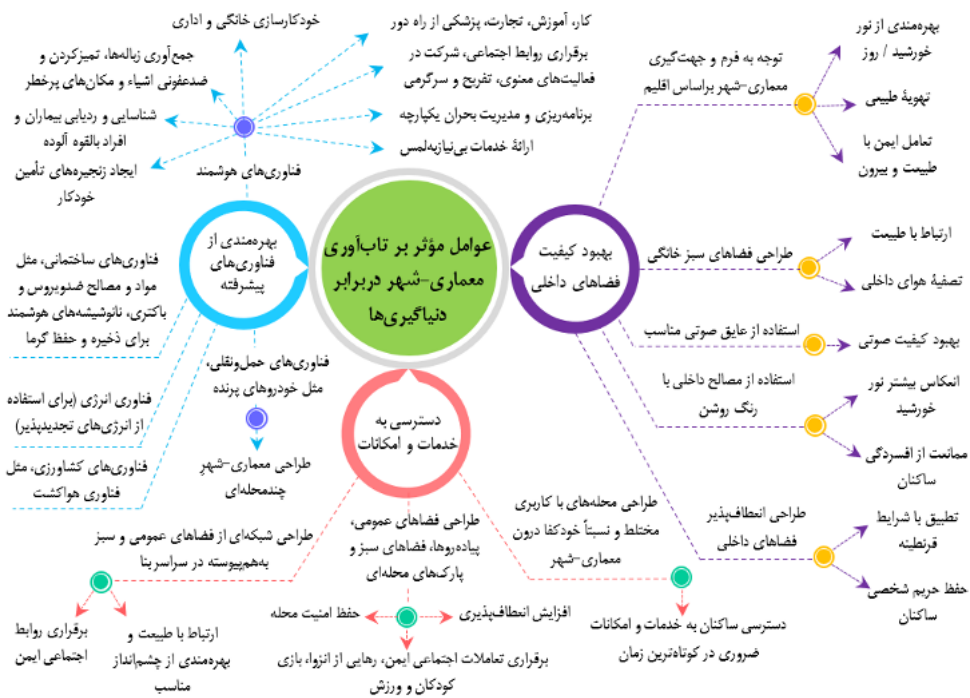 عوامل مؤثر بر تاب‌آوری
معماری-شهر دربرابر
دنیاگیری‌ها
بهبود کیفیت
فضاهای داخلی
توجه به فرم و جهت‌گیری
معماری-شهر براساس اقلیم
بهره‌مندی از نور
خورشید / روز
تهویهٔ طبیعی
تعامل ایمن با
طبیعت و بیرون
طراحی فضاهای سبز خانگی
ارتباط با طبیعت
تصفیهٔ هوای داخلی
استفاده از عایق صوتی مناسب
بهبود کیفیت صوتی
استفاده از مصالح داخلی با
رنگ روشن
انعکاس بیشتر نور
خورشید
ممانعت از افسردگی
ساکنان
طراحی انعطاف‌پذیر
فضاهای داخلی
تطبیق با شرایط
قرنطینه
حفظ حریم شخصی
ساکنان
دسترسی به
خدمات و امکانات
طراحی محله‌های با کاربری
مختلط و نسبتاً خودکفا درون
معماری-شهر
دسترسی ساکنان به خدمات و امکانات
ضروری در کوتاه‌ترین زمان
طراحی فضاهای عمومی،
پیاده‌روها، فضاهای سبز و
پارک‌های محله‌ای
افزایش انعطاف‌پذیری
حفظ امنیت محله
برقراری تعاملات اجتماعی ایمن، رهایی از انزوا، بازی
کودکان و ورزش
طراحی شبکه‌ای از فضاهای عمومی و سبز
به‌هم‌پیوسته در سراسر بنا
ارتباط با طبیعت و
بهره‌مندی از چشم‌انداز
مناسب
برقراری روابط
اجتماعی ایمن
بهره‌مندی از
فناوری‌های
پیشرفته
فناوری‌های هوشمند
کار، آموزش، تجارت، پزشکی از راه دور
برقراری روابط اجتماعی، شرکت در
فعالیت‌های معنوی، تفریح و سرگرمی
برنامه‌ریزی و مدیریت بحران یکپارچه
ارائهٔ خدمات بی‌نیازبه‌لمس
خودکارسازی خانگی و اداری
جمع‌آوری زباله‌ها، تمیزکردن و
ضدعفونی اشیاء و مکان‌های پرخطر
شناسایی و ردیابی بیماران و
افراد بالقوه آلوده
ایجاد زنجیره‌های تأمین
خودکار
فناوری‌های ساختمانی، مثل
مواد و مصالح ضدویروس و
باکتری، نانوشیشه‌های هوشمند
برای ذخیره و حفظ گرما
فناوری انرژی (برای استفاده
از انرژی‌های تجدیدپذیر)
فناوری‌های کشاورزی، مثل
فناوری هواکشت
فناوری‌های حمل‌ونقلی،
مثل خودروهای پرنده
طراحی معماری-شهرِ
چندمحله‌ای